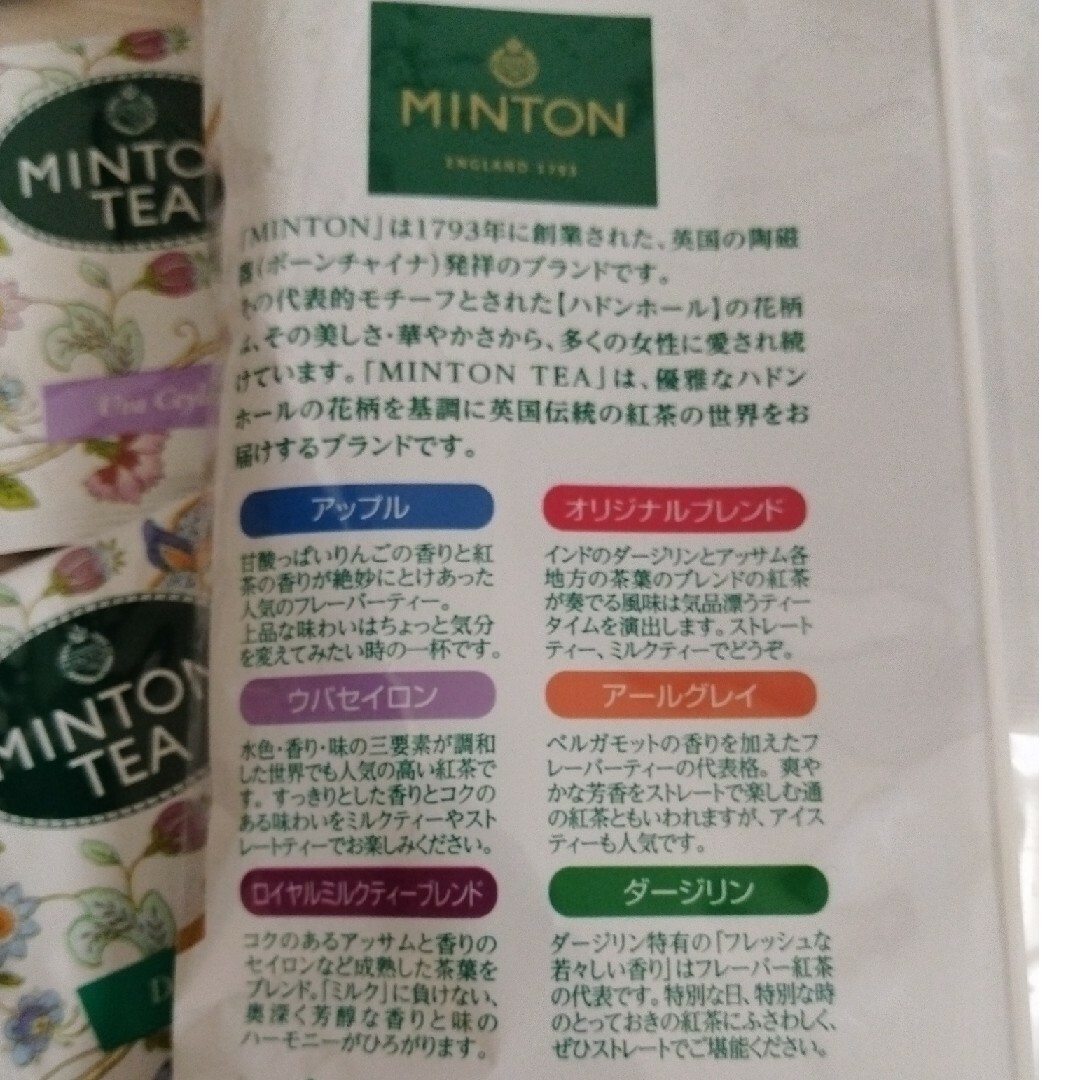 MINTON
ENGLAND 1793
「MINTON」は1793年に創業された、英国の陶磁
器(ボーンチャイナ)発祥のブランドです。
その代表的モチーフとされた【ハドンホール】の花柄
は、その美しさ・華やかさから、多くの女性に愛され続
けています。「MINTON TEA」は、優雅なハドン
ホールの花柄を基調に英国伝統の紅茶の世界をお
届けするブランドです。
アップル
甘酸っぱいりんごの香りと紅
茶の香りが絶妙にとけあった
人気のフレーバーティー。
上品な味わいはちょっと気分
を変えてみたい時の一杯です。
オリジナルブレンド
インドのダージリンとアッサム各
地方の茶葉のブレンドの紅茶
が奏でる風味は気品漂うティー
タイムを演出します。ストレート
ティー、ミルクティーでどうぞ。
ウバセイロン
水色・香り・味の三要素が調和
した世界でも人気の高い紅茶で
す。すっきりとした香りとコクの
ある味わいをミルクティーやスト
レートティーでお楽しみください。
アールグレイ
ベルガモットの香りを加えたフ
レーバーティーの代表格。爽や
かな芳香をストレートで楽しむ通
の紅茶ともいわれますが、アイス
ティーも人気です。
ロイヤルミルクティーブレンド
コクのあるアッサムと香りの
セイロンなど成熟した茶葉を
ブレンド。「ミルク」に負けない、
奥深く芳醇な香りと味の
ハーモニーがひろがります。
ダージリン
ダージリン特有の「フレッシュな
若々しい香り」はフレーバー紅茶
の代表です。特別な日、特別な時
のとっておきの紅茶にふさわしく、
ぜひストレートでご堪能ください。
MINTO
TEA
Uva Ceyl
MINTON
TEA
D